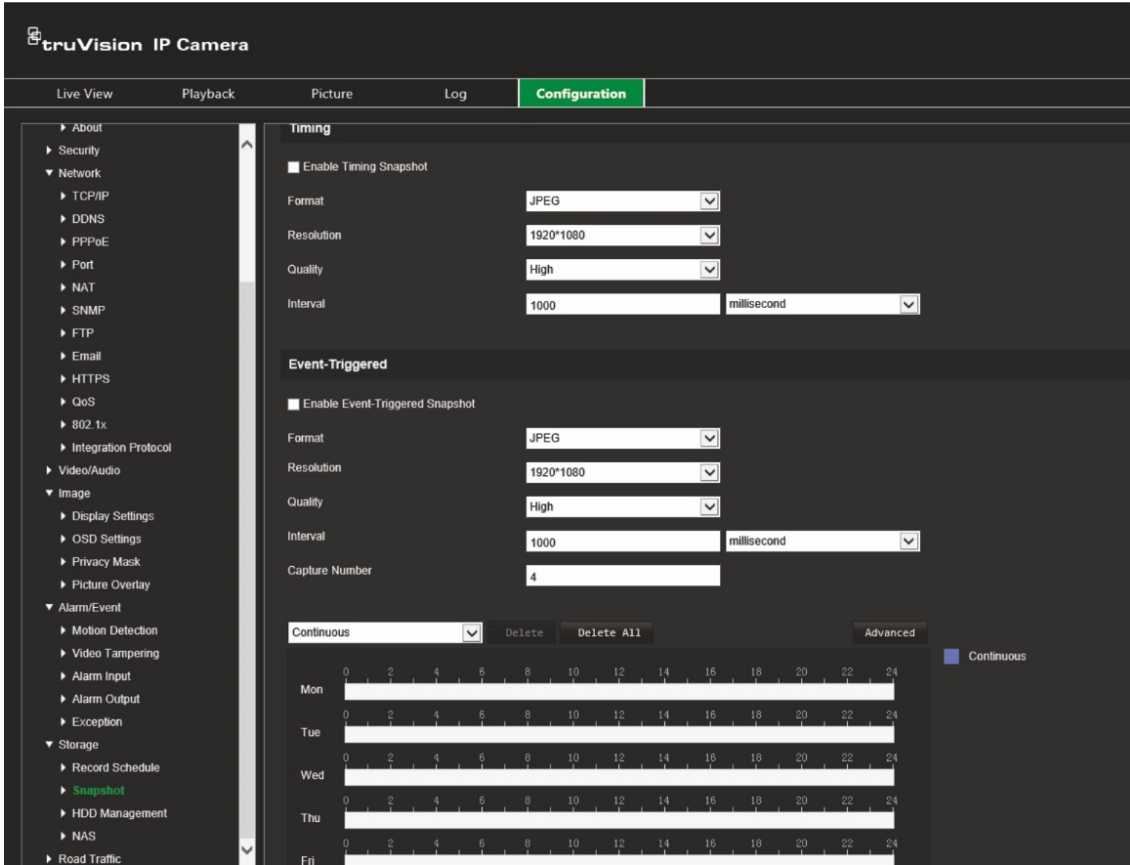 truVision IP Camera
Live View Playback Picture Log Configuration
About
Security
Network
TCP/IP
DDNS
PPPoE
Port
NAT
SNMP
FTP
Email
HTTPS
QoS
802.1x
Integration Protocol
Video/Audio
Image
Display Settings
OSD Settings
Privacy Mask
Picture Overlay
Alarm/Event
Motion Detection
Video Tampering
Alarm Input
Alarm Output
Exception
Storage
Record Schedule
Snapshot
HDD Management
NAS
Road Traffic
Timing
Enable Timing Snapshot
Format JPEG
Resolution 1920*1080
Quality High
Interval 1000 millisecond
Event-Triggered
Enable Event-Triggered Snapshot
Format JPEG
Resolution 1920*1080
Quality High
Interval 1000 millisecond
Capture Number 4
Continuous Delete Delete All Advanced
Continuous
0 2 4 6 8 10 12 14 16 18 20 22 24
Mon
0 2 4 6 8 10 12 14 16 18 20 22 24
Tue
0 2 4 6 8 10 12 14 16 18 20 22 24
Wed
0 2 4 6 8 10 12 14 16 18 20 22 24
Thu
0 2 4 6 8 10 12 14 16 18 20 22 24
Fri